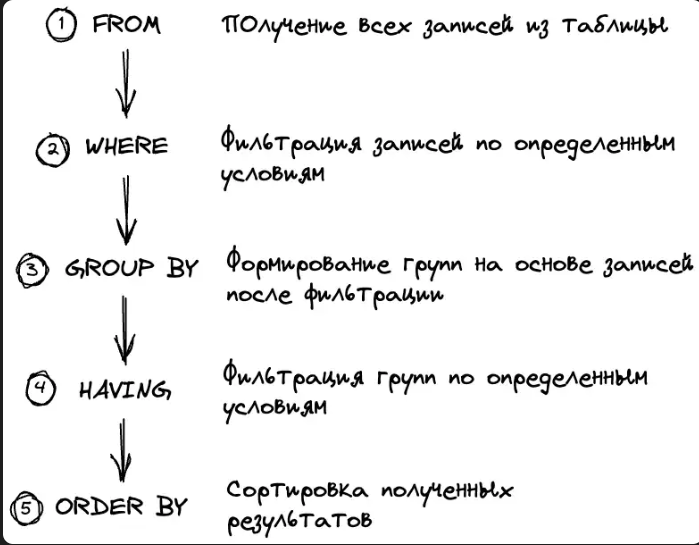 1 FROM Получение всех записей из таблицы
2 WHERE Фильтрация записей по определенным
условиям
3 GROUP BY Формирование групп на основе записей
после фильтрации
4 HAVING Фильтрация групп по определенным
условиям
5 ORDER BY Сортировка полученных
результатов